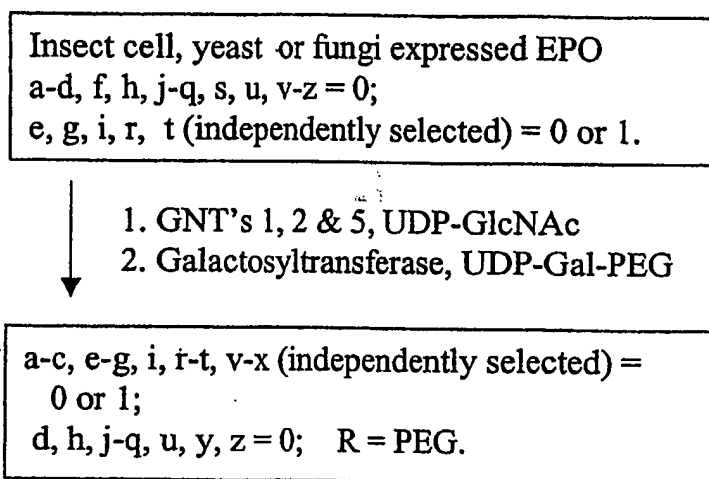 Insect cell, yeast or fungi expressed EPO
a-d, f, h, j-q, s, u, v-z = 0;
e, g, i, r, t (independently selected) = 0 or 1.
1. GNT's 1, 2 & 5, UDP-GlcNAc
2. Galactosyltransferase, UDP-Gal-PEG
a-c, e-g, i, r-t, v-x (independently selected) =
0 or 1;
d, h, j-q, u, y, z = 0; R = PEG.